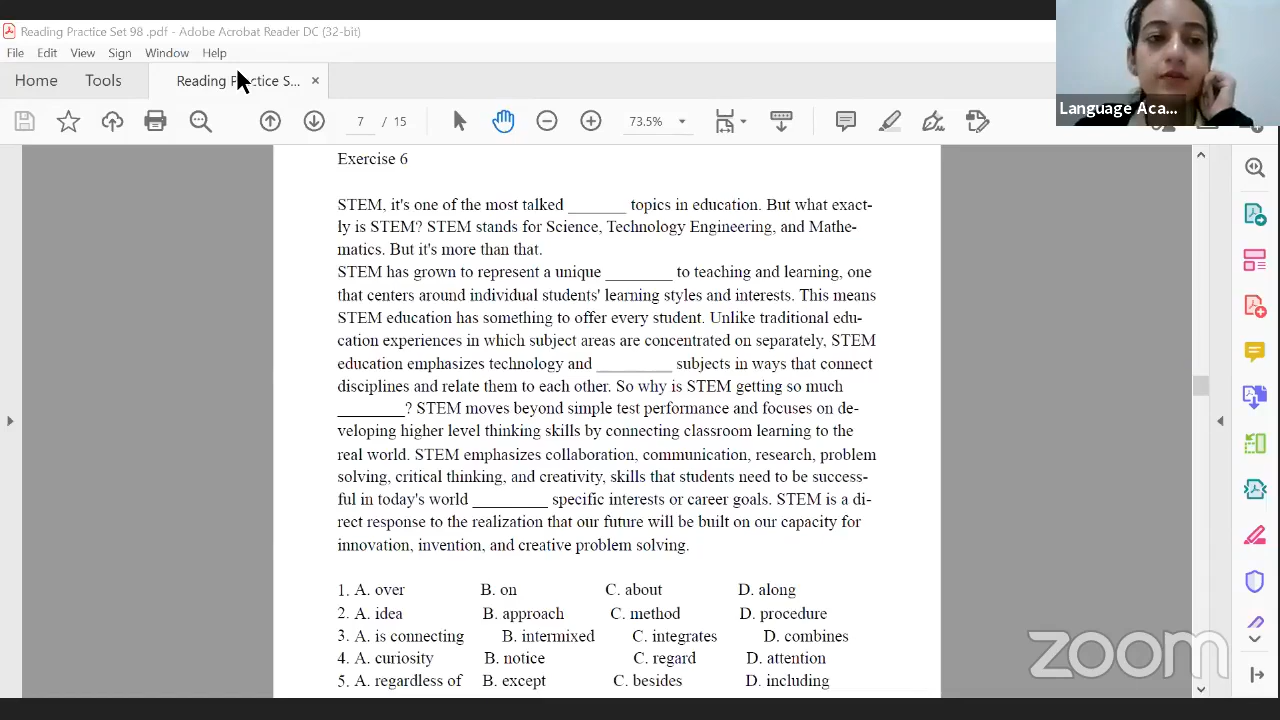 Reading Practice Set 98 .pdf - Adobe Acrobat Reader DC (32-bit)
File Edit View Sign Window Help
Home Tools Reading Practice S... ×
7 / 15 73.5%
Language Aca...
Exercise 6
STEM, it's one of the most talked _______ topics in education. But what exact-
ly is STEM? STEM stands for Science, Technology Engineering, and Mathe-
matics. But it's more than that.
STEM has grown to represent a unique ________ to teaching and learning, one
that centers around individual students' learning styles and interests. This means
STEM education has something to offer every student. Unlike traditional edu-
cation experiences in which subject areas are concentrated on separately, STEM
education emphasizes technology and _________ subjects in ways that connect
disciplines and relate them to each other. So why is STEM getting so much
________? STEM moves beyond simple test performance and focuses on de-
veloping higher level thinking skills by connecting classroom learning to the
real world. STEM emphasizes collaboration, communication, research, problem
solving, critical thinking, and creativity, skills that students need to be success-
ful in today's world _________ specific interests or career goals. STEM is a di-
rect response to the realization that our future will be built on our capacity for
innovation, invention, and creative problem solving.
1. A. over B. on C. about D. along
2. A. idea B. approach C. method D. procedure
3. A. is connecting B. intermixed C. integrates D. combines
4. A. curiosity B. notice C. regard D. attention
5. A. regardless of B. except C. besides D. including
zoom